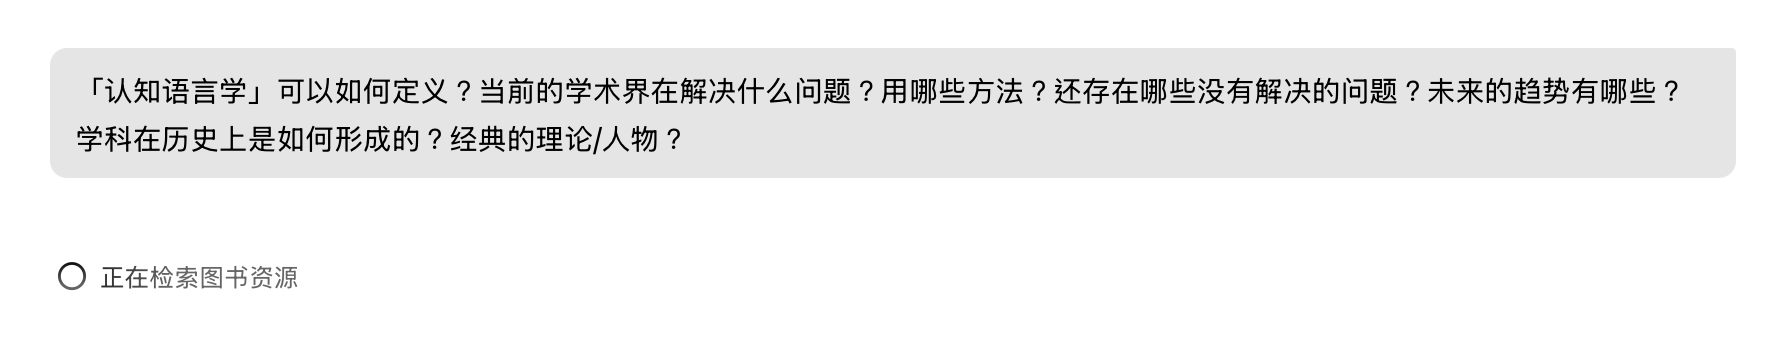 「认知语言学」可以如何定义？当前的学术界在解决什么问题？用哪些方法？还存在哪些没有解决的问题？未来的趋势有哪些？
学科在历史上是如何形成的？经典的理论/人物？
正在检索图书资源